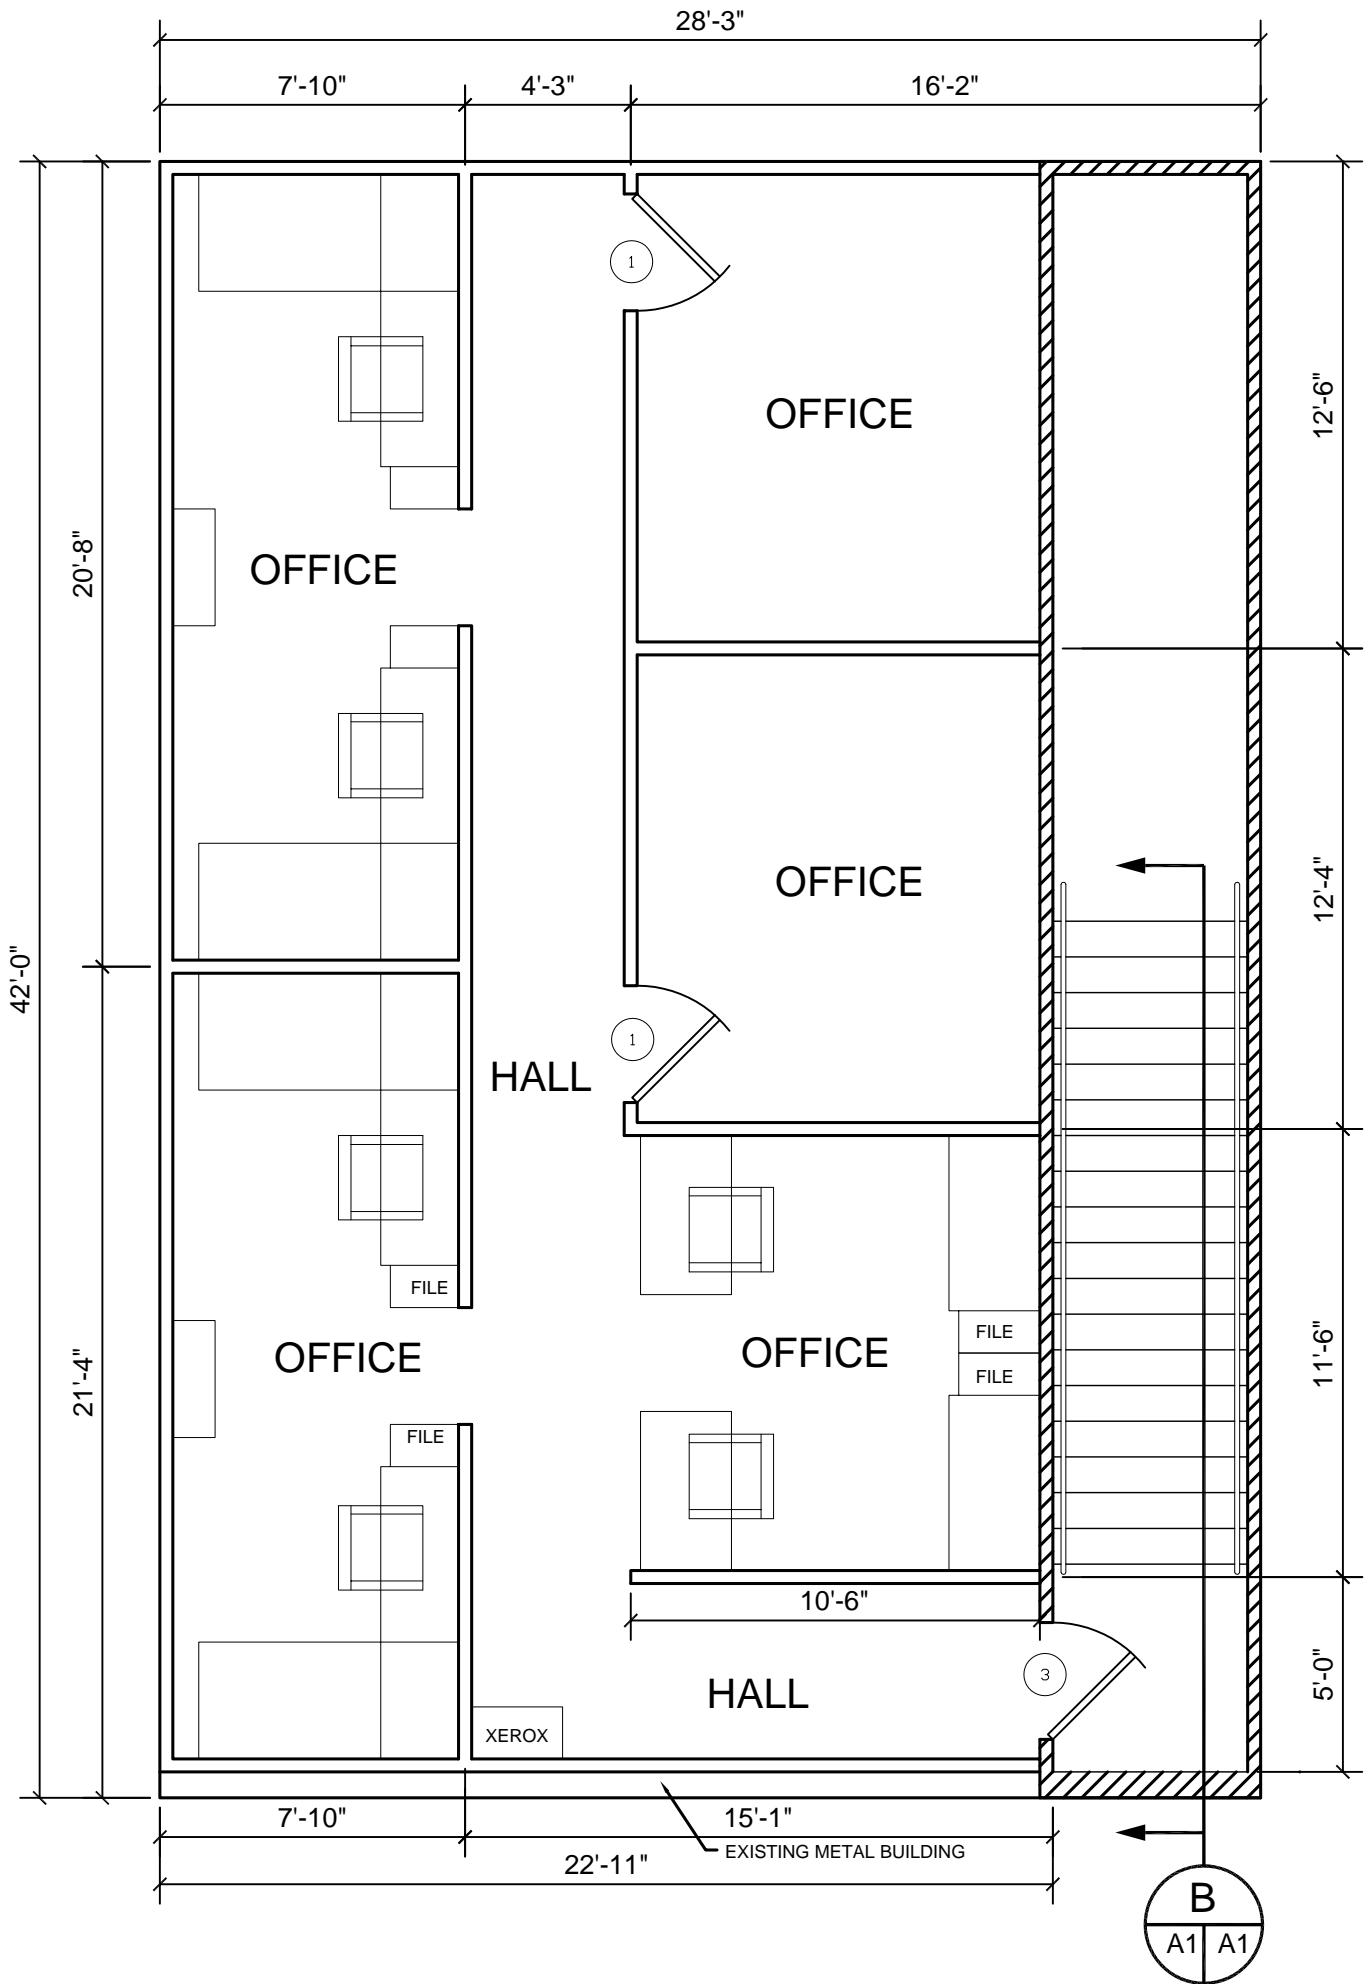 28'-3"
7'-10"
4'-3"
16'-2"
1
12'-6"
OFFICE
20'-8"
OFFICE
12'-4"
OFFICE
42'-0"
1
HALL
FILE
FILE
OFFICE
OFFICE
FILE
11'-6"
21'-4"
FILE
10'-6"
3
5'-0"
HALL
XEROX
7'-10"
15'-1"
EXISTING METAL BUILDING
22'-11"
B
A1 A1